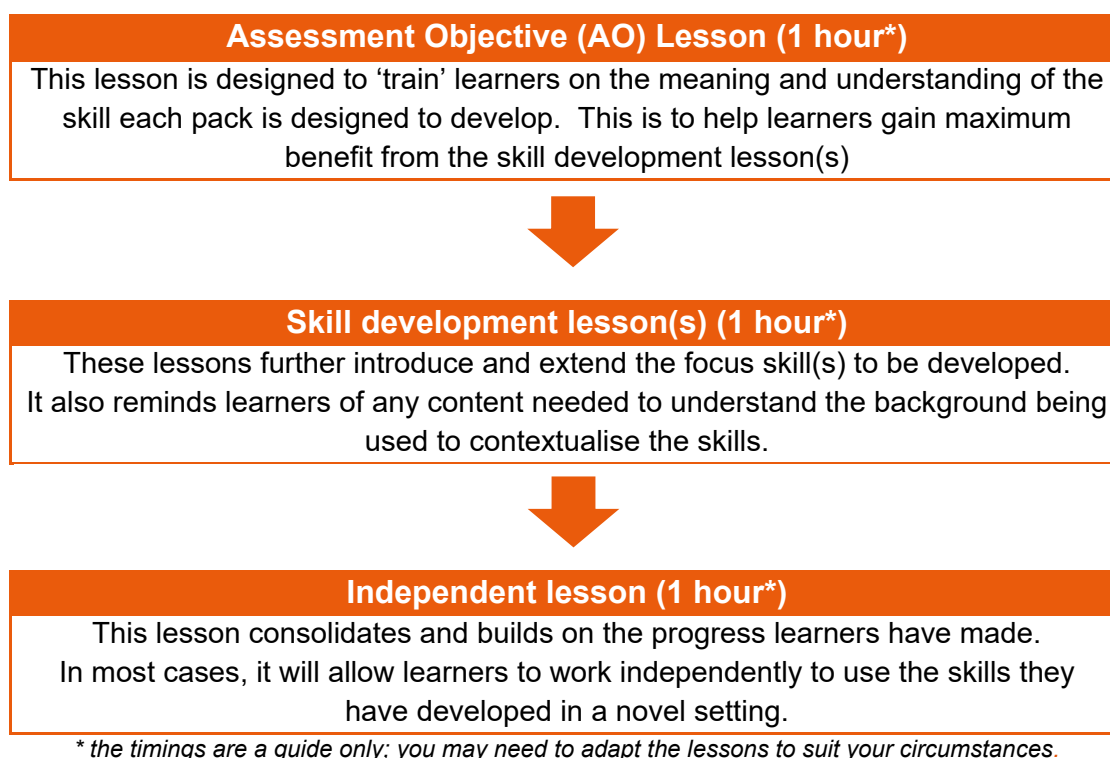 Assessment Objective (AO) Lesson (1 hour*)
This lesson is designed to ‘train’ learners on the meaning and understanding of the
skill each pack is designed to develop.  This is to help learners gain maximum
benefit from the skill development lesson(s)
Skill development lesson(s) (1 hour*)
These lessons further introduce and extend the focus skill(s) to be developed.
It also reminds learners of any content needed to understand the background being
used to contextualise the skills.
Independent lesson (1 hour*)
This lesson consolidates and builds on the progress learners have made.
In most cases, it will allow learners to work independently to use the skills they
have developed in a novel setting.
* the timings are a guide only; you may need to adapt the lessons to suit your circumstances.